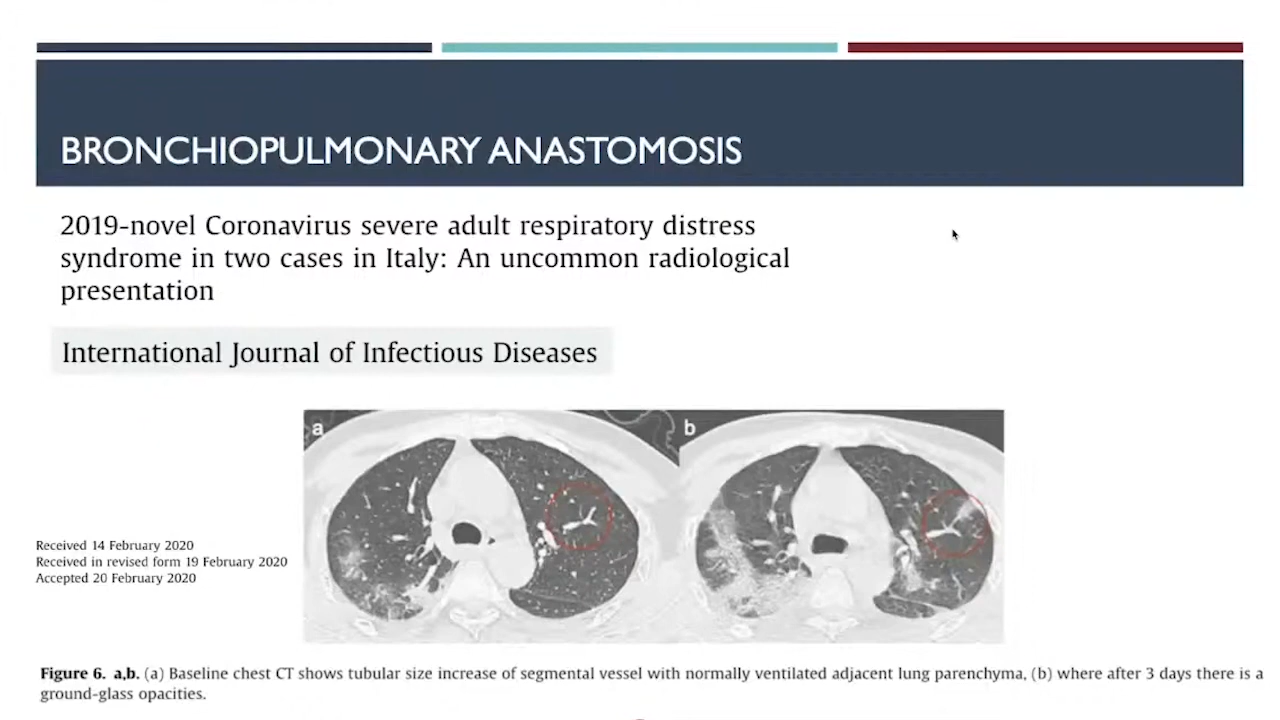 BRONCHIOPULMONARY ANASTOMOSIS
2019-novel Coronavirus severe adult respiratory distress
syndrome in two cases in Italy: An uncommon radiological
presentation
International Journal of Infectious Diseases
a
b
Received 14 February 2020
Received in revised form 19 February 2020
Accepted 20 February 2020
Figure 6. a,b. (a) Baseline chest CT shows tubular size increase of segmental vessel with normally ventilated adjacent lung parenchyma, (b) where after 3 days there is a
ground-glass opacities.